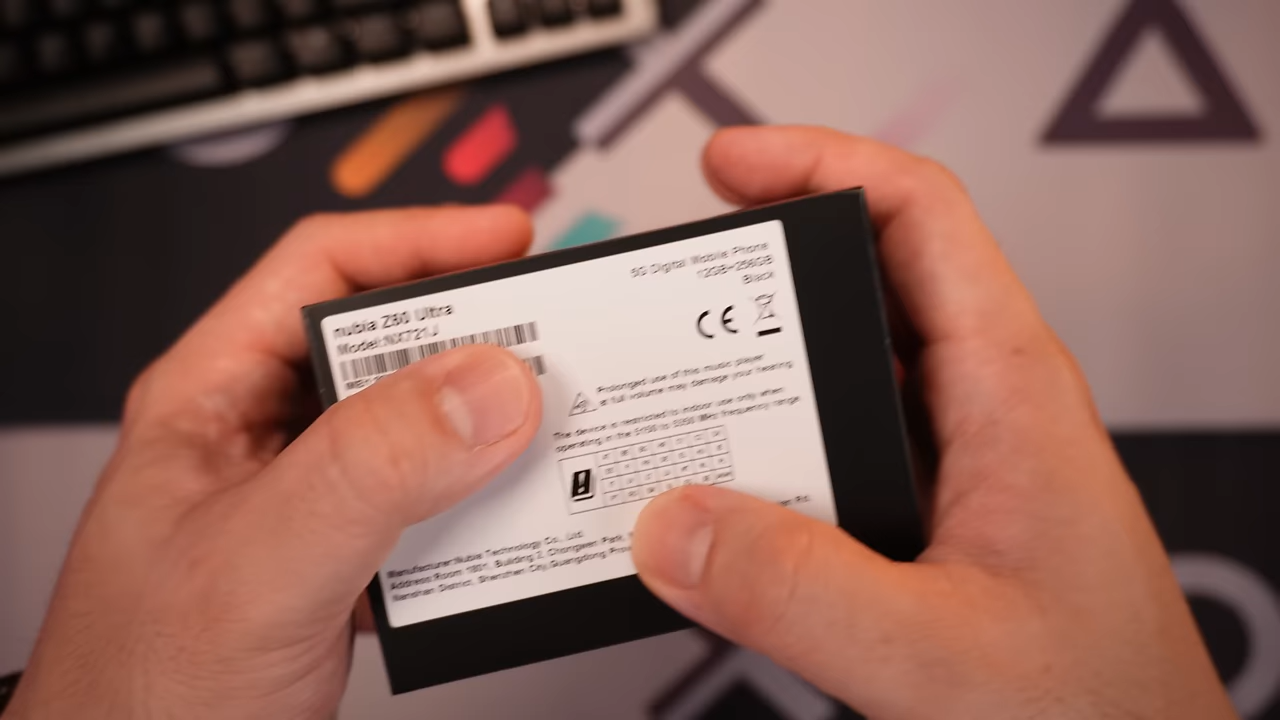 nubia Z60 Ultra
Model:NX721J
5G Digital Mobile Phone
12GB+256GB
Black
CE
Prolonged use of this music player
at full volume may damage your hearing
The device is restricted to indoor use only when
operating in the 5150 to 5350 MHz frequency range
Manufacturer:Nubia Technology Co., Ltd.
Address:Room 1801, Building 2, Chongwen Park, Rd.
Nanshan District, Shenzhen City, Guangdong